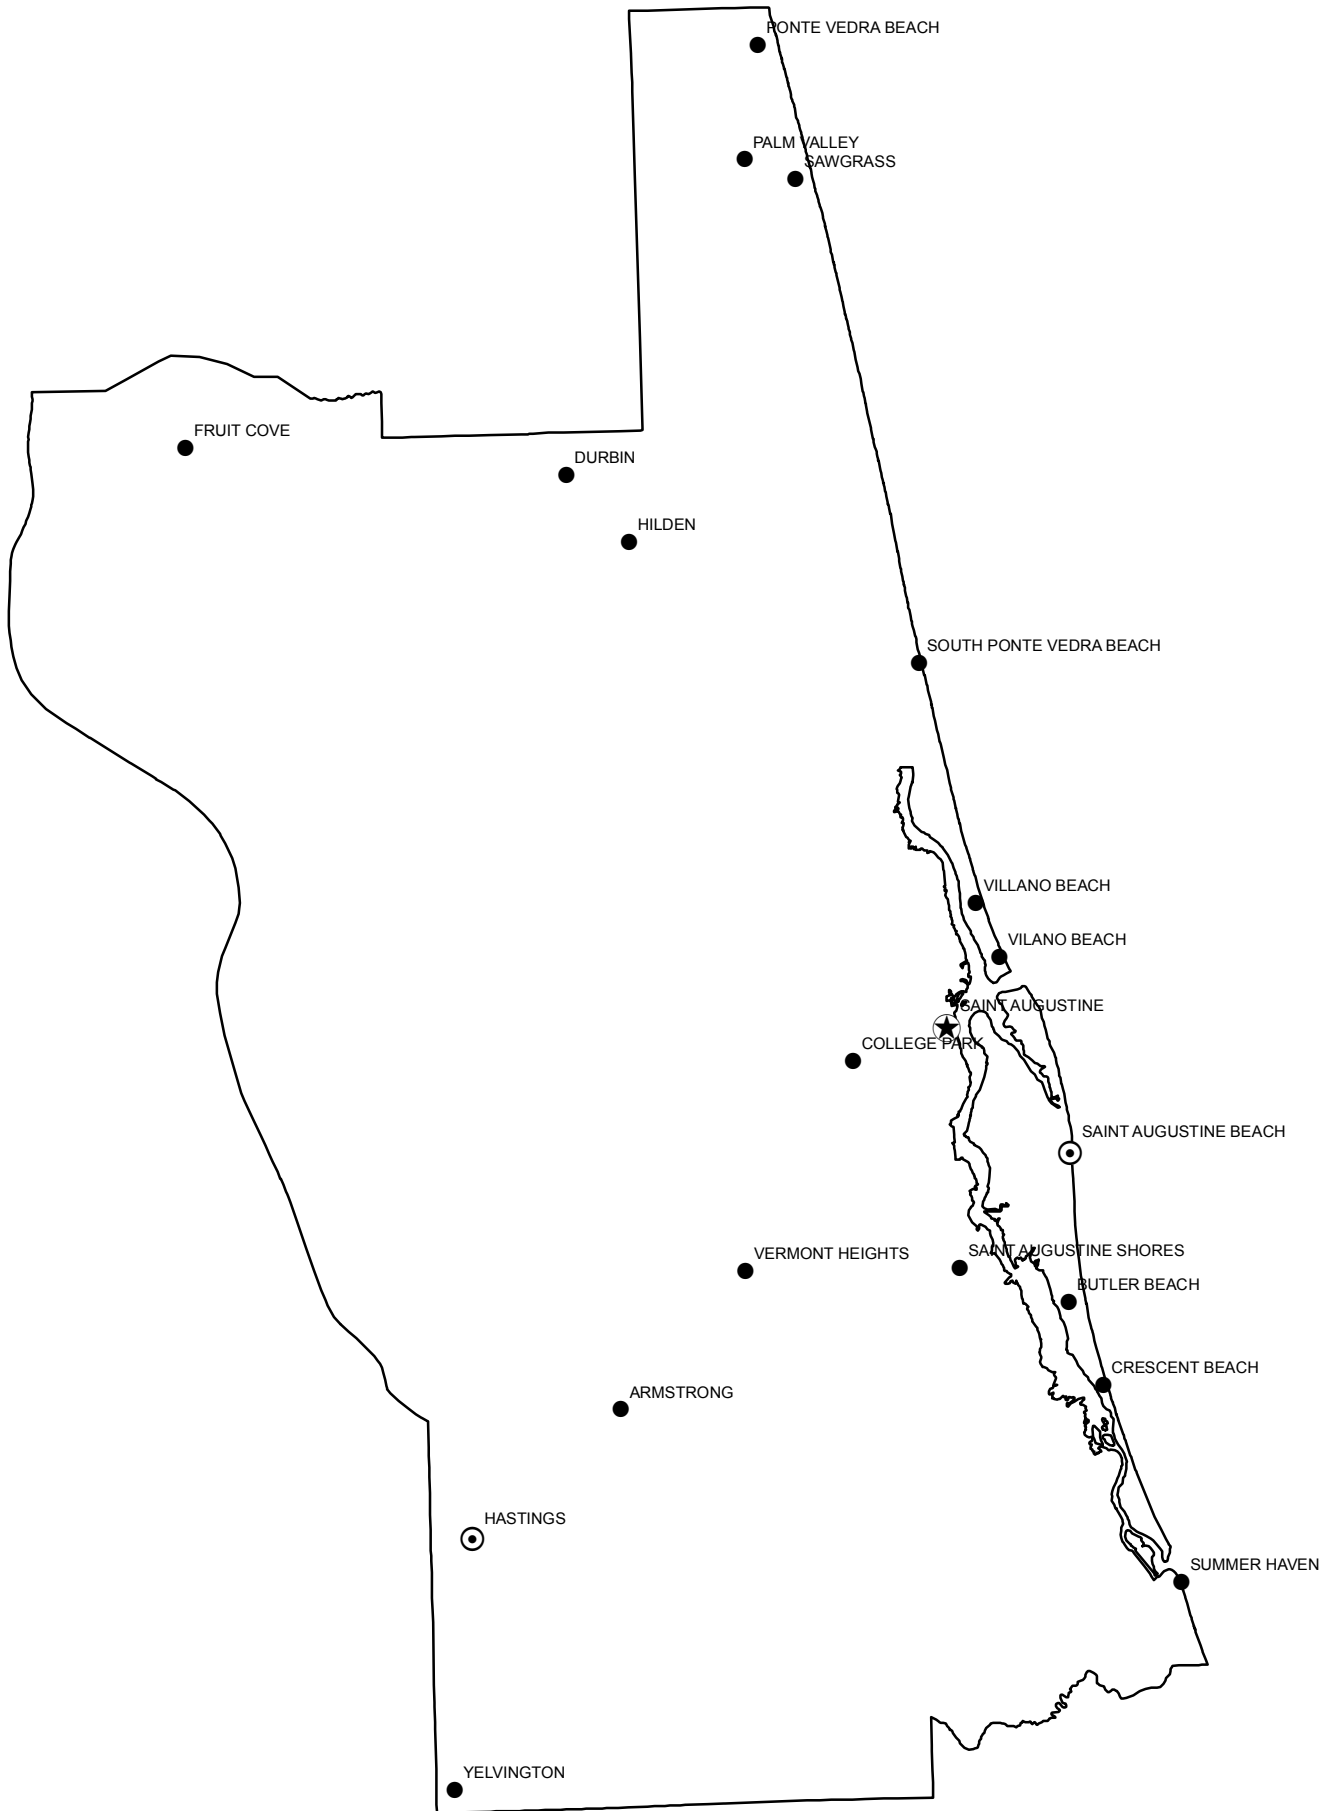 PONTE VEDRA BEACH
PALM VALLEY
SAWGRASS
FRUIT COVE
DURBIN
HILDEN
SOUTH PONTE VEDRA BEACH
VILLANO BEACH
VILANO BEACH
SAINT AUGUSTINE
COLLEGE PARK
SAINT AUGUSTINE BEACH
VERMONT HEIGHTS
SAINT AUGUSTINE SHORES
BUTLER BEACH
CRESCENT BEACH
ARMSTRONG
HASTINGS
SUMMER HAVEN
YELVINGTON